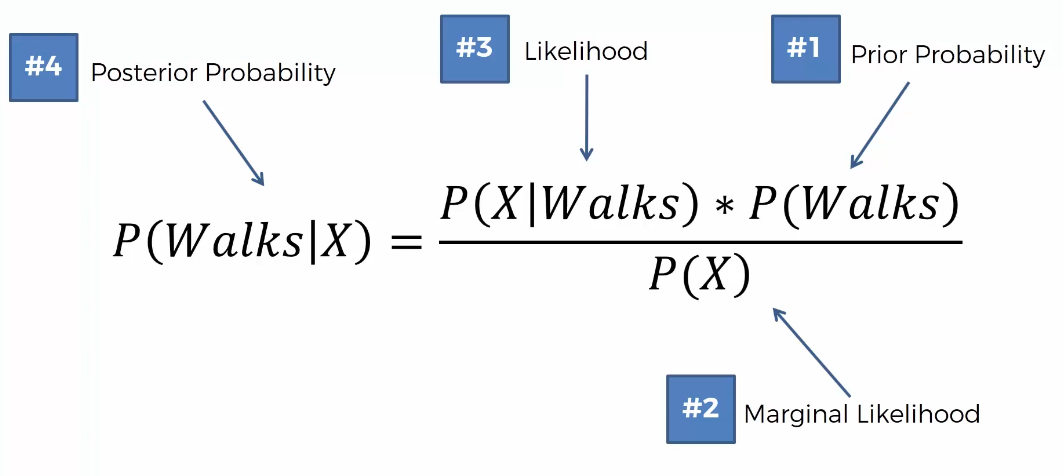 #4 Posterior Probability
#3 Likelihood
#1 Prior Probability
P(Walks|X) = P(X|Walks) * P(Walks)
P(X)
#2 Marginal Likelihood